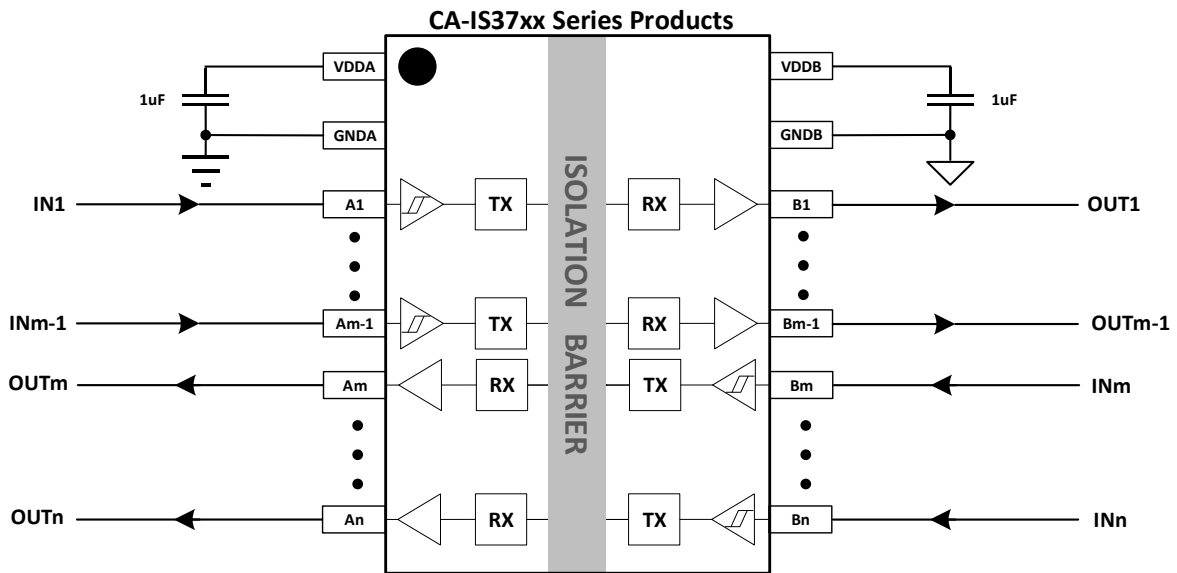 CA-IS37xx Series Products
VDDA
VDDB
1uF
1uF
GNDA
GNDB
ISOLATION BARRIER
IN1
A1
TX
RX
B1
OUT1
INm-1
Am-1
TX
RX
Bm-1
OUTm-1
OUTm
Am
RX
TX
Bm
INm
OUTn
An
RX
TX
Bn
INn